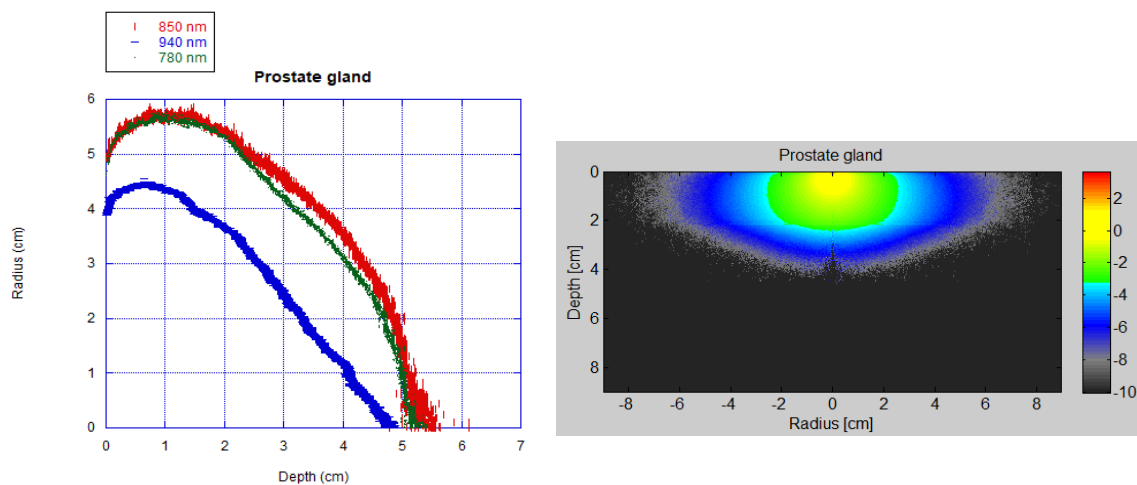 850 nm
940 nm
780 nm
Prostate gland
6
5
4
3
2
1
0
Radius (cm)
0 1 2 3 4 5 6 7
Depth (cm)
Prostate gland
0
2
4
6
8
Depth [cm]
-8 -6 -4 -2 0 2 4 6 8
Radius [cm]
2
0
-2
-4
-6
-8
-10